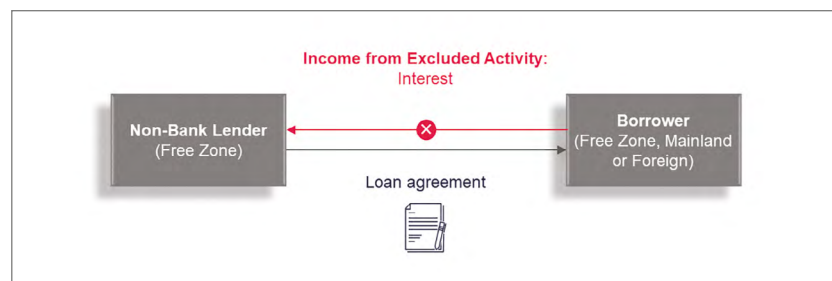 Income from Excluded Activity:
Interest
Non-Bank Lender
(Free Zone)
Borrower
(Free Zone, Mainland
or Foreign)
Loan agreement